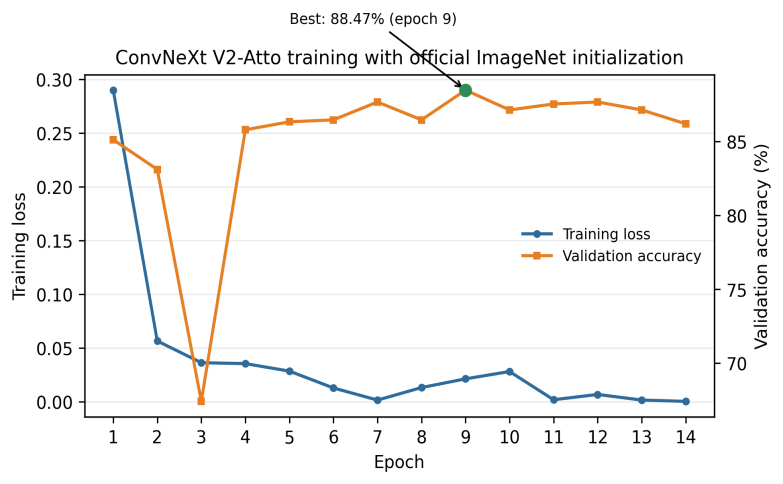 Best: 88.47% (epoch 9)
ConvNeXt V2-Atto training with official ImageNet initialization
Training loss
0.30
0.25
0.20
0.15
0.10
0.05
0.00
Validation accuracy (%)
85
80
75
70
Training loss
Validation accuracy
1 2 3 4 5 6 7 8 9 10 11 12 13 14
Epoch